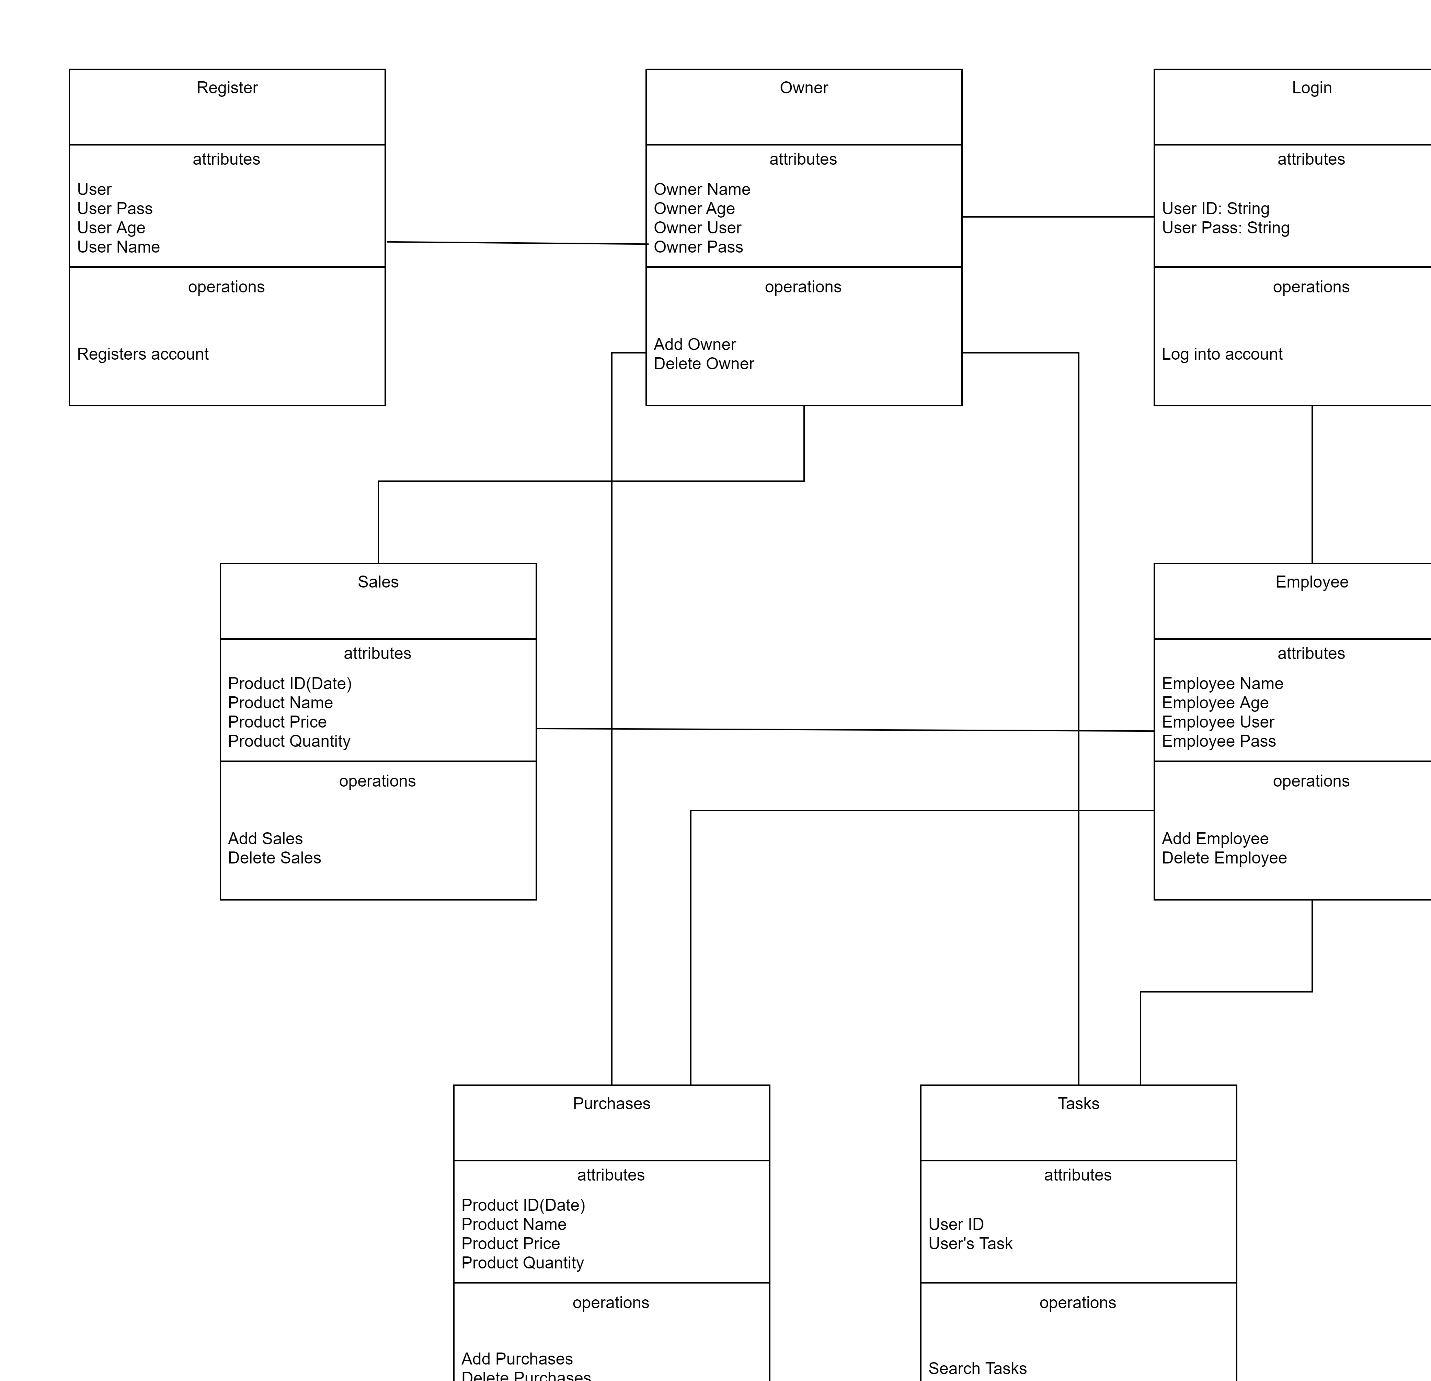 Register
attributes
User
User Pass
User Age
User Name
operations
Registers account
Owner
attributes
Owner Name
Owner Age
Owner User
Owner Pass
operations
Add Owner
Delete Owner
Login
attributes
User ID: String
User Pass: String
operations
Log into account
Sales
attributes
Product ID(Date)
Product Name
Product Price
Product Quantity
operations
Add Sales
Delete Sales
Employee
attributes
Employee Name
Employee Age
Employee User
Employee Pass
operations
Add Employee
Delete Employee
Purchases
attributes
Product ID(Date)
Product Name
Product Price
Product Quantity
operations
Add Purchases
Delete Purchases
Tasks
attributes
User ID
User's Task
operations
Search Tasks